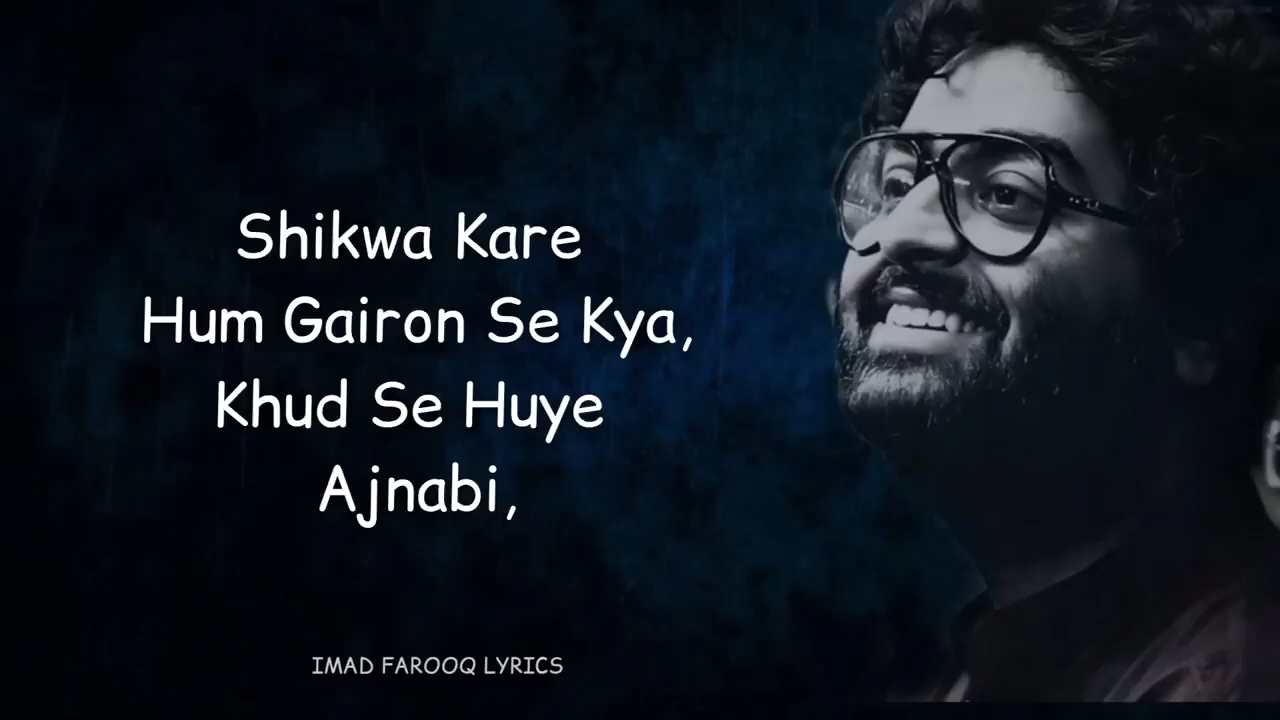 Shikwa Kare
Hum Gairon Se Kya,
Khud Se Huye
Ajnabi,
IMAD FAROOQ LYRICS